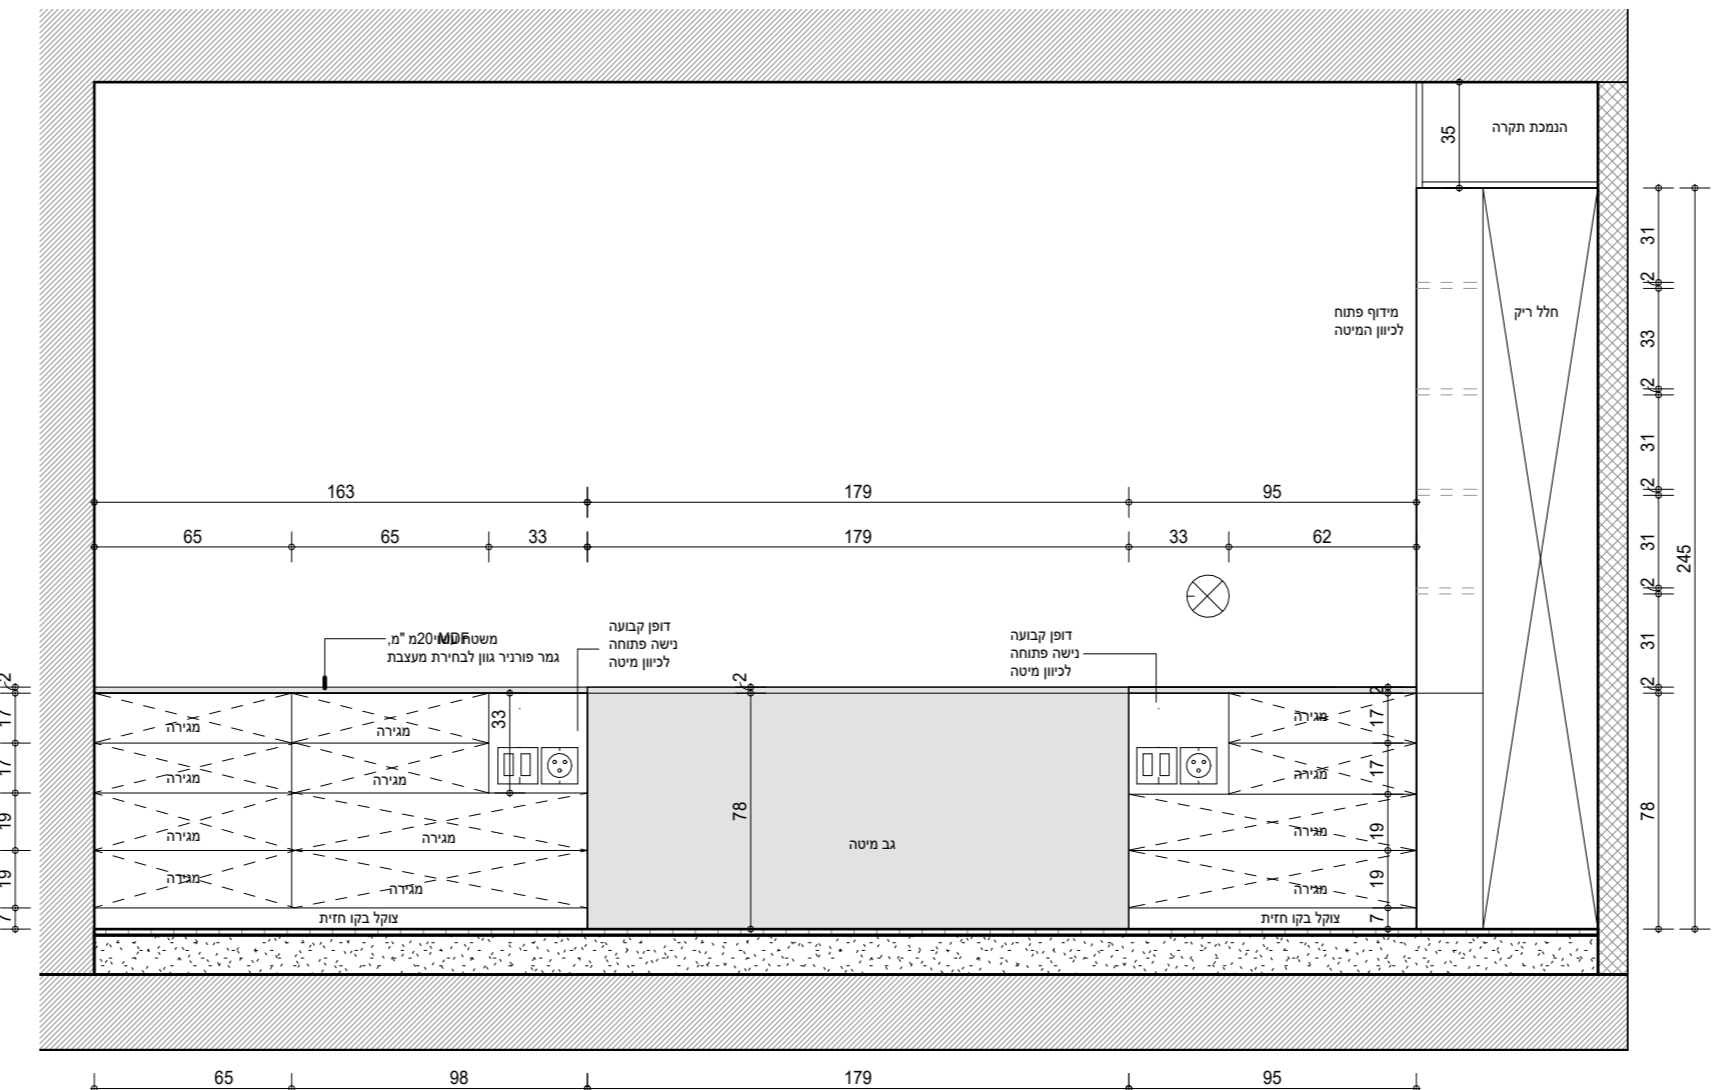 הנמכת תקרה
35
31
2
מידוף פתוח
לכיוון המיטה
חלל ריק
33
2
31
2
163
179
95
65
65
33
179
33
62
31
245
2
31
דופן קבועה
נישה פתוחה
לכיוון מיטה
דופן קבועה
נישה פתוחה
לכיוון מיטה
גמר פורניר גוון לבחירת מעצבת
2
2
2
2
17
17
19
19
7
מגירה
מגירה
33
מגירה
17
מגירה
מגירה
מגירה
17
78
78
מגירה
מגירה
מגירה
19
גב מיטה
מגירה
מגירה
מגירה
19
צוקל בקו חזית
צוקל בקו חזית
7
65
98
179
95